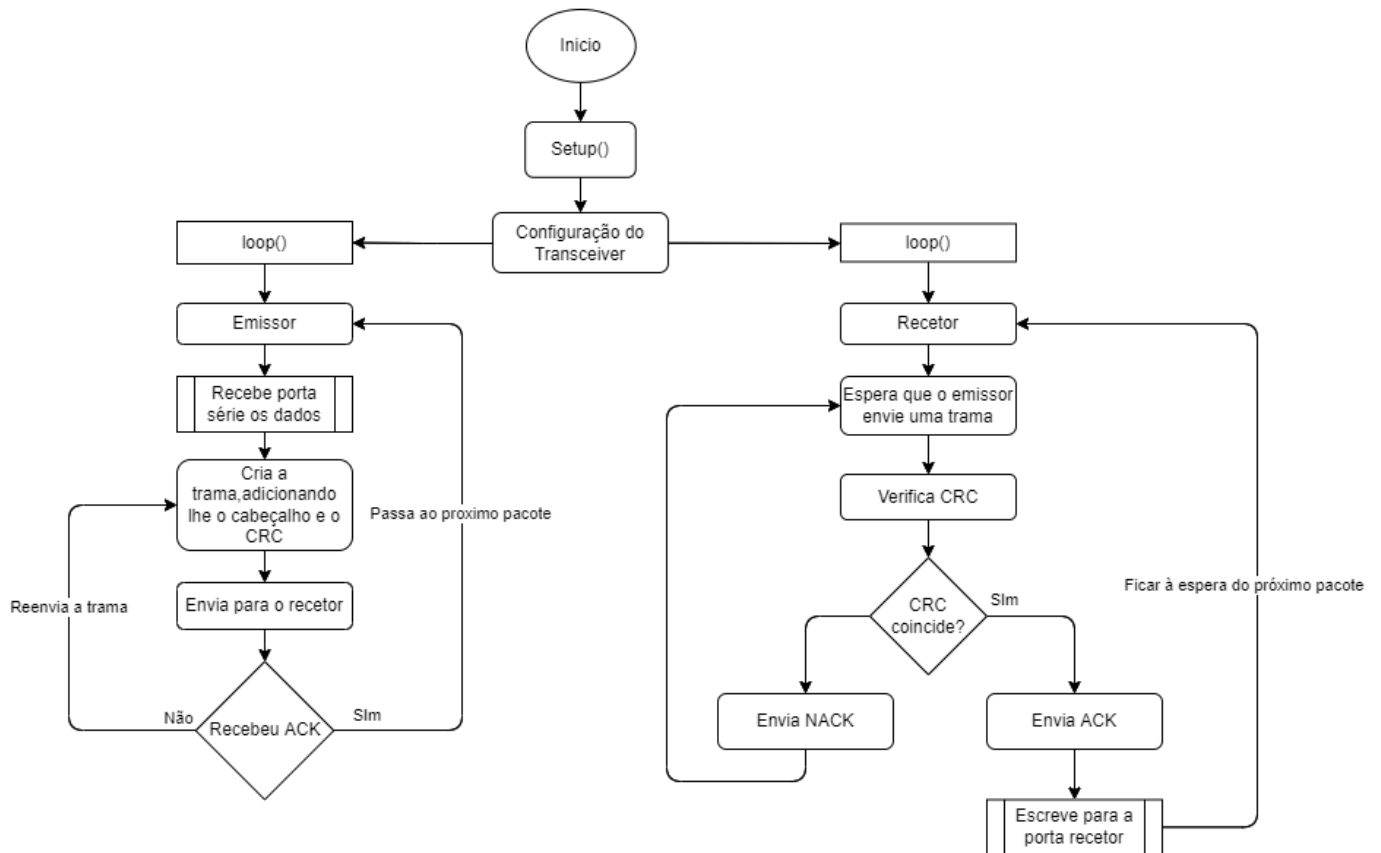 Inicio
Setup()
Configuração do
Transceiver
loop()
loop()
Emissor
Recetor
Recebe porta
série os dados
Espera que o emissor
envie uma trama
Cria a
trama,adicionando
lhe o cabeçalho e o
CRC
Verifica CRC
Passa ao próximo pacote
Envia para o recetor
Reenvia a trama
CRC
coincide?
SIm
Ficar à espera do próximo pacote
Recebeu ACK
Não
SIm
Envia NACK
Envia ACK
Escreve para a
porta recetor